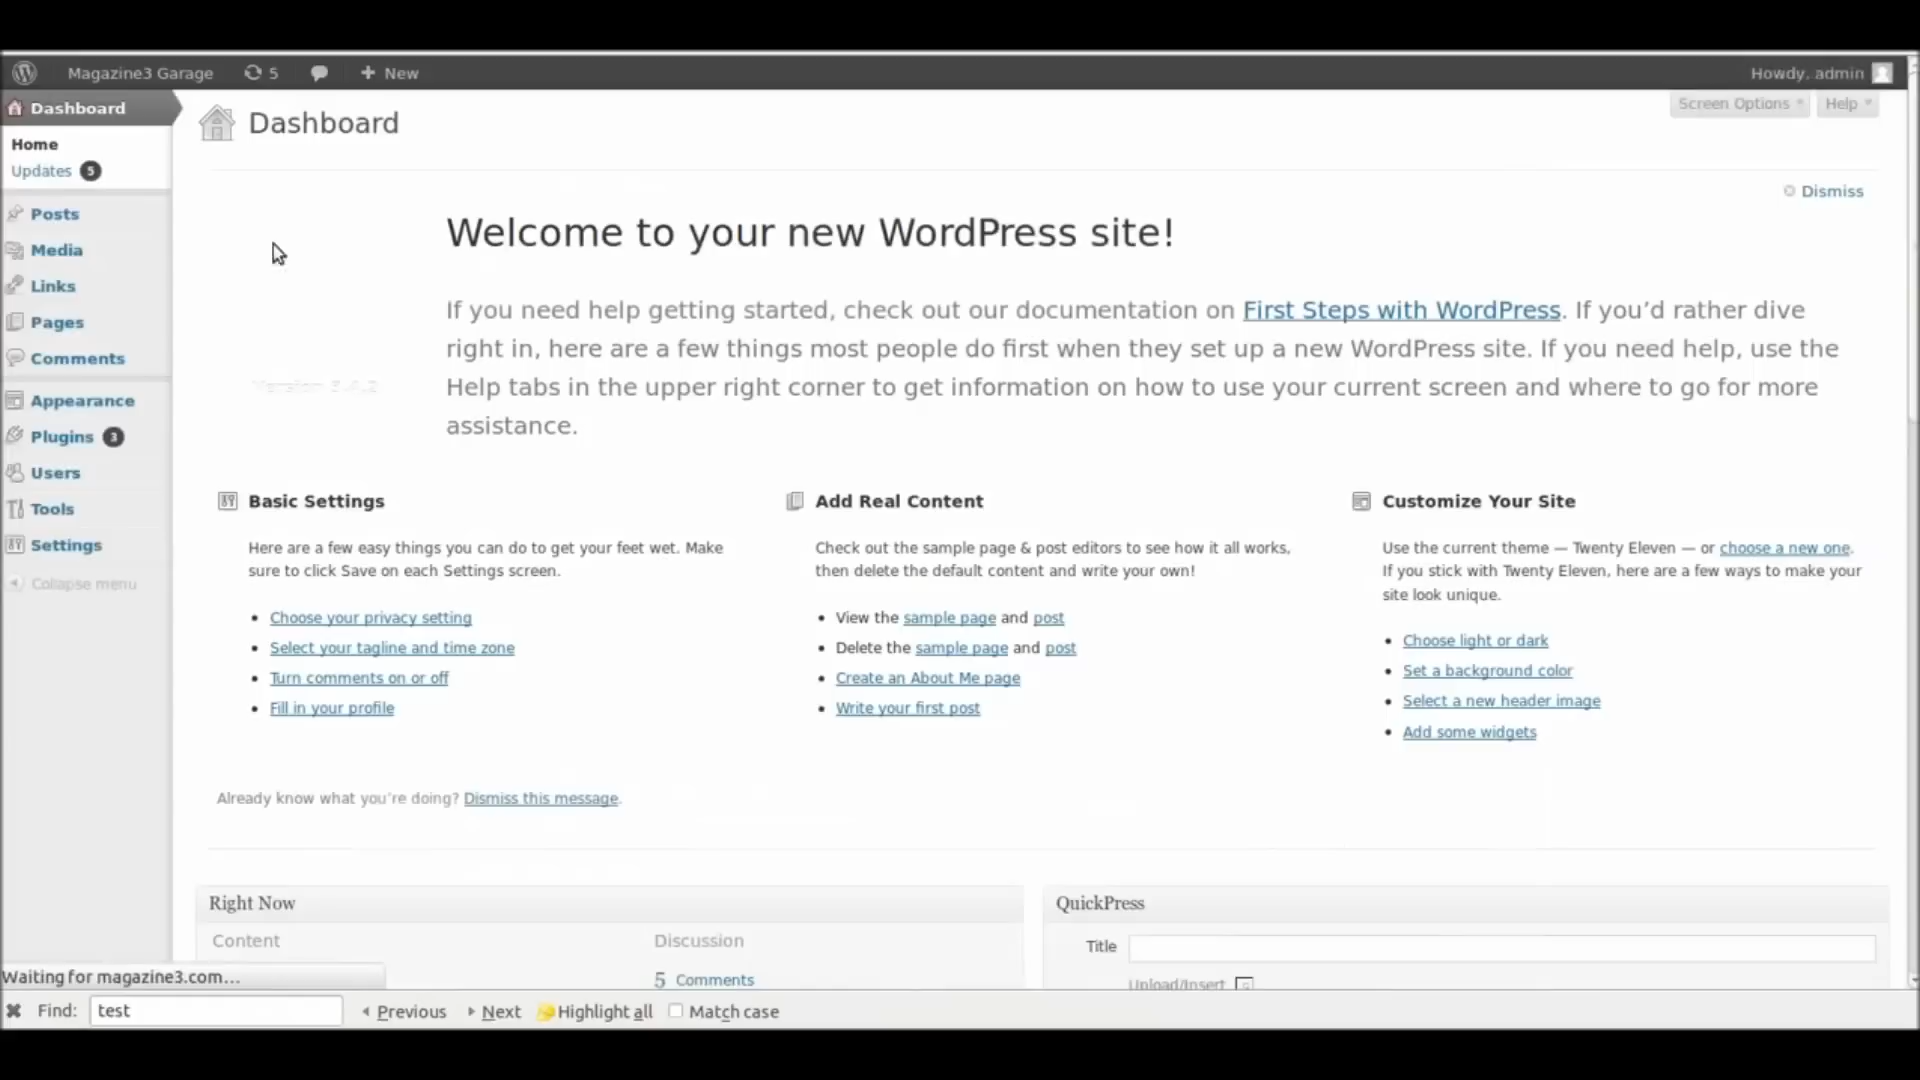 Magazine3 Garage 5 New Howdy, admin
Dashboard
Home
Updates 5
Posts
Media
Links
Pages
Comments
Appearance
Plugins 3
Users
Tools
Settings
Collapse menu
Dashboard
Screen Options Help
Dismiss
Welcome to your new WordPress site!
If you need help getting started, check out our documentation on First Steps with WordPress. If you’d rather dive
right in, here are a few things most people do first when they set up a new WordPress site. If you need help, use the
Help tabs in the upper right corner to get information on how to use your current screen and where to go for more
assistance.
Basic Settings
Here are a few easy things you can do to get your feet wet. Make
sure to click Save on each Settings screen.
• Choose your privacy setting
• Select your tagline and time zone
• Turn comments on or off
• Fill in your profile
Add Real Content
Check out the sample page & post editors to see how it all works,
then delete the default content and write your own!
• View the sample page and post
• Delete the sample page and post
• Create an About Me page
• Write your first post
Customize Your Site
Use the current theme — Twenty Eleven — or choose a new one.
If you stick with Twenty Eleven, here are a few ways to make your
site look unique.
• Choose light or dark
• Set a background color
• Select a new header image
• Add some widgets
Already know what you’re doing? Dismiss this message.
Right Now
Content
Discussion
5 Comments
QuickPress
Title
Upload/Insert
Waiting for magazine3.com...
Find: test Previous Next Highlight all Match case